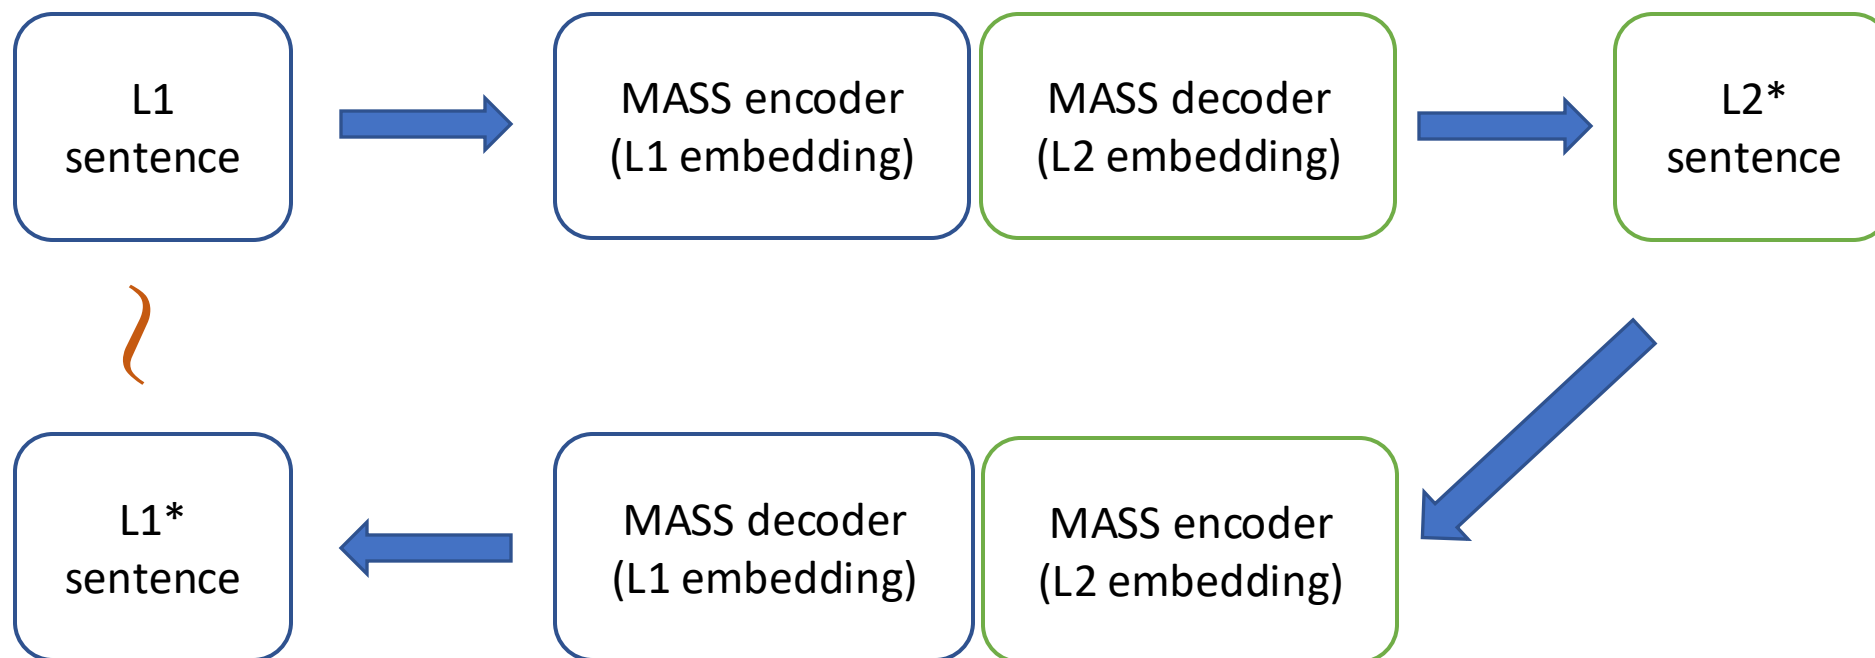 L1
sentence
MASS encoder
(L1 embedding)
MASS decoder
(L2 embedding)
L2*
sentence
L1*
sentence
MASS decoder
(L1 embedding)
MASS encoder
(L2 embedding)